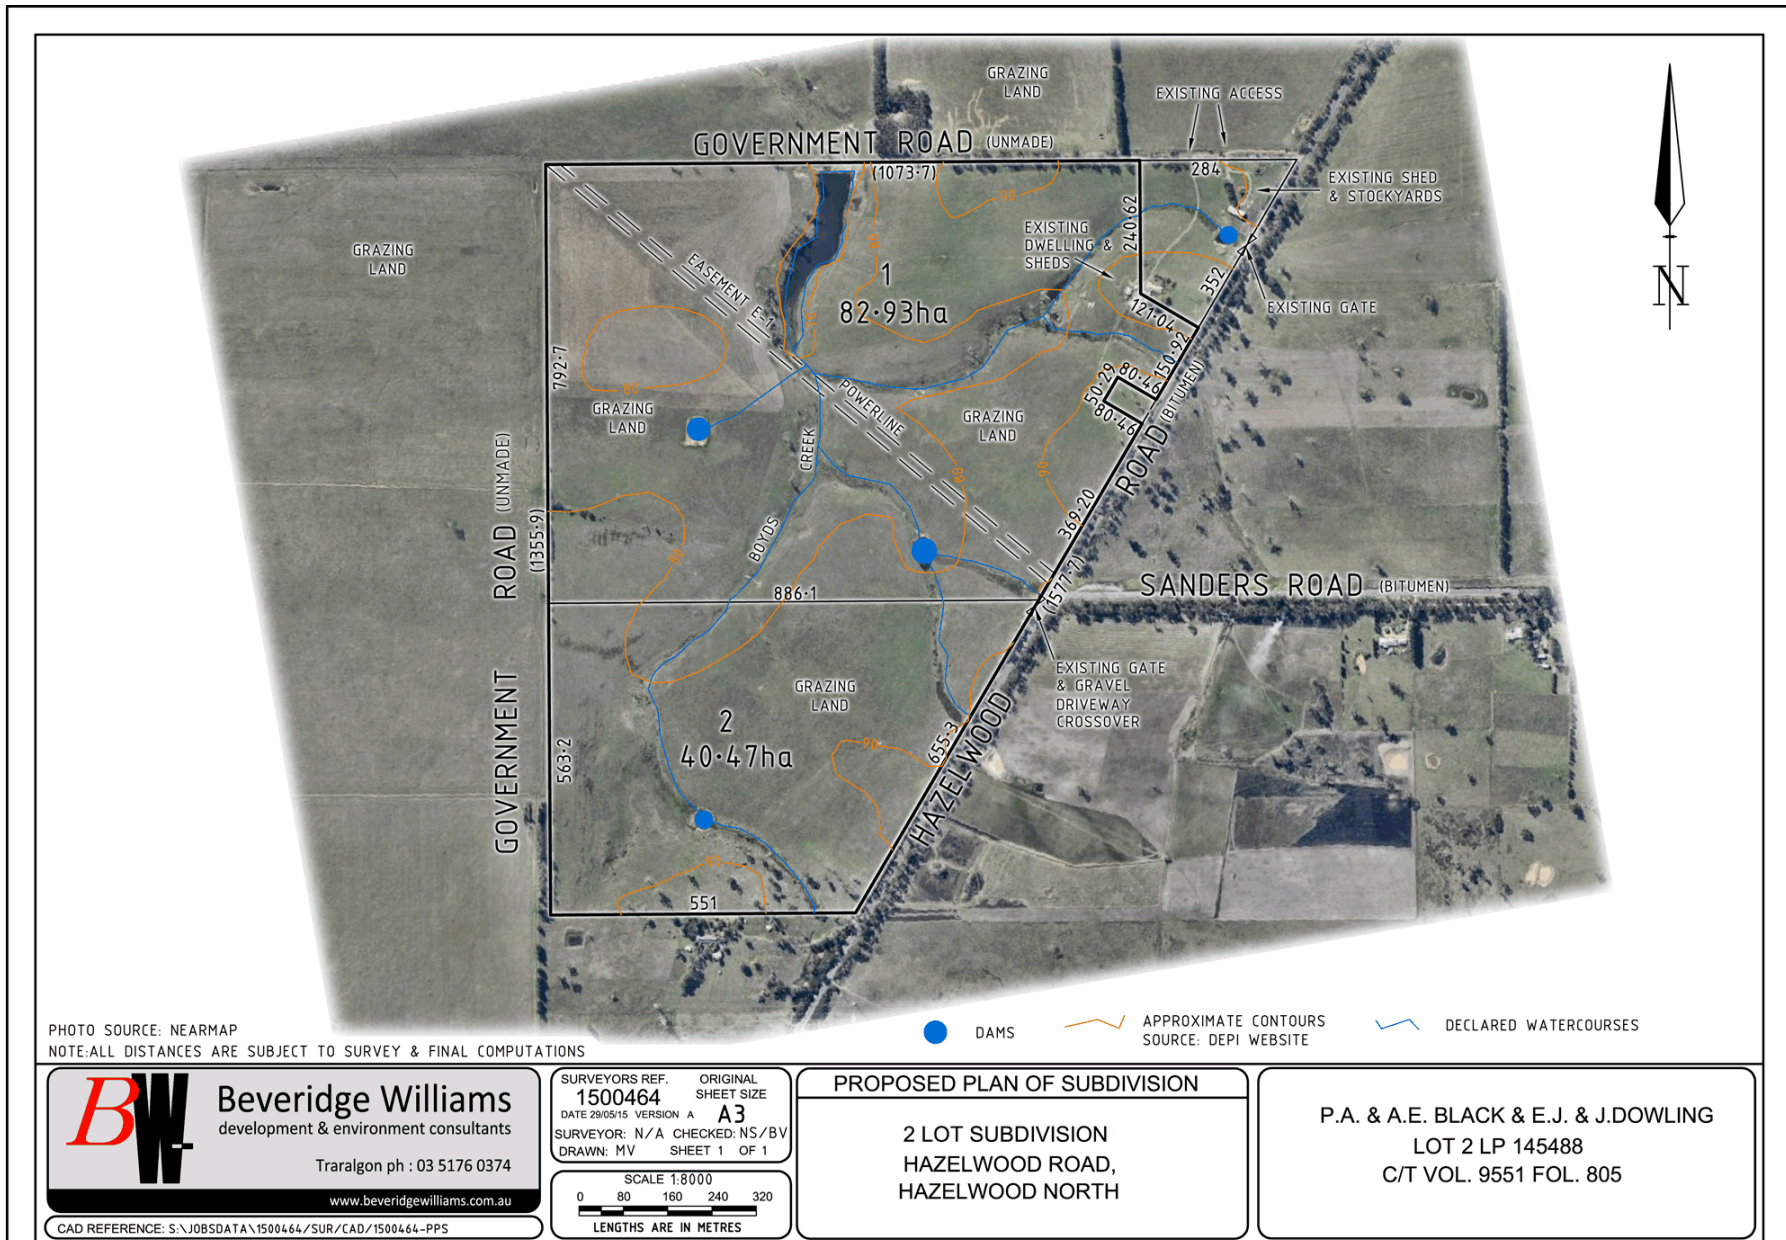 GRAZING
LAND
EXISTING ACCESS
GOVERNMENT ROAD (UNMADE)
(1073·7)
284
EXISTING SHED
& STOCKYARDS
240·62
EXISTING
DWELLING &
SHEDS
GRAZING
LAND
EASEMENT E-1
1
82·93ha
352
EXISTING GATE
121·04
150·92
792·7
80
90
80
80·46
50·29
80·46
POWERLINE
GRAZING
LAND
GRAZING
LAND
CREEK
BOYDS
80
90
80
ROAD (BITUMEN)
369·20
(1577·7)
GOVERNMENT ROAD (UNMADE)
(1355·9)
886·1
SANDERS ROAD (BITUMEN)
EXISTING GATE
& GRAVEL
DRIVEWAY
CROSSOVER
GRAZING
LAND
2
40·47ha
563·2
655·3
HAZELWOOD
90
551
N
PHOTO SOURCE: NEARMAP
NOTE:ALL DISTANCES ARE SUBJECT TO SURVEY & FINAL COMPUTATIONS
DAMS
APPROXIMATE CONTOURS
SOURCE: DEPI WEBSITE
DECLARED WATERCOURSES
BW
Beveridge Williams
development & environment consultants
Traralgon ph : 03 5176 0374
www.beveridgewilliams.com.au
CAD REFERENCE: S:\JOBSDATA\1500464/SUR/CAD/1500464-PPS
SURVEYORS REF.
1500464
ORIGINAL
SHEET SIZE
A3
DATE 29/05/15 VERSION A
SURVEYOR: N/A CHECKED: NS/BV
DRAWN: MV SHEET 1 OF 1
SCALE 1:8000
0 80 160 240 320
LENGTHS ARE IN METRES
PROPOSED PLAN OF SUBDIVISION
2 LOT SUBDIVISION
HAZELWOOD ROAD,
HAZELWOOD NORTH
P.A. & A.E. BLACK & E.J. & J.DOWLING
LOT 2 LP 145488
C/T VOL. 9551 FOL. 805